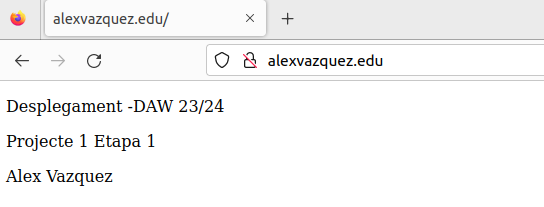 alexvazquez.edu/
alexvazquez.edu
Desplegament -DAW 23/24
Projecte 1 Etapa 1
Alex Vazquez